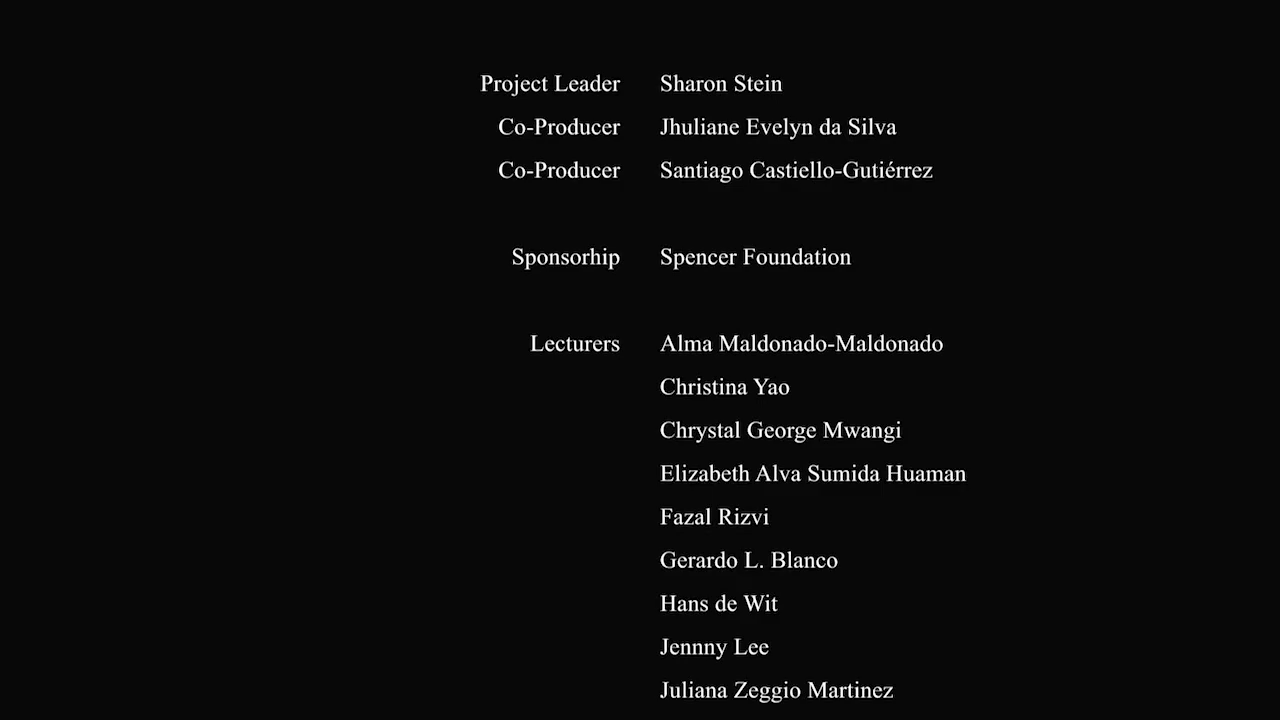 Project Leader Sharon Stein
Co-Producer Jhuliane Evelyn da Silva
Co-Producer Santiago Castiello-Gutiérrez
Sponsorhip Spencer Foundation
Lecturers Alma Maldonado-Maldonado
Christina Yao
Chrystal George Mwangi
Elizabeth Alva Sumida Huaman
Fazal Rizvi
Gerardo L. Blanco
Hans de Wit
Jennny Lee
Juliana Zeggio Martinez